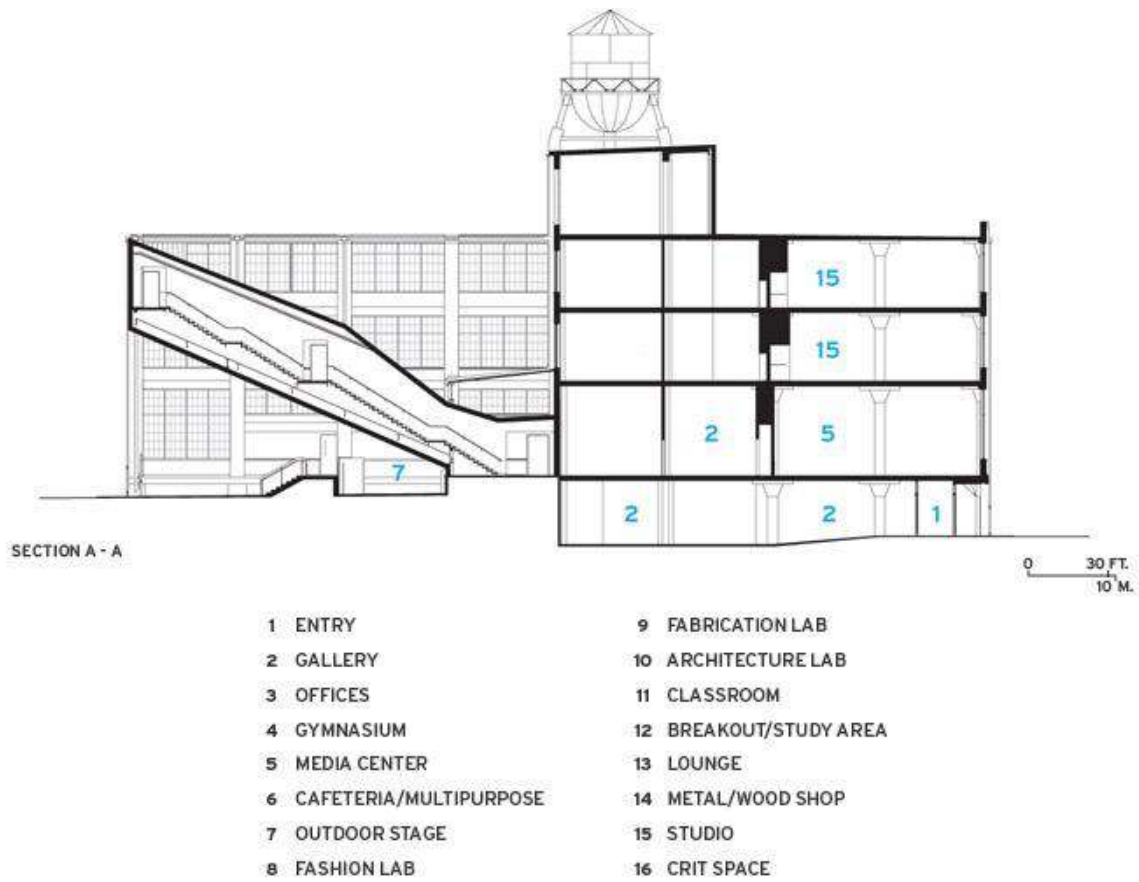 15
15
2
5
7
2
2
1
SECTION A - A
0 30 FT.
10 M.
1 ENTRY
2 GALLERY
3 OFFICES
4 GYMNASIUM
5 MEDIA CENTER
6 CAFETERIA/MULTIPURPOSE
7 OUTDOOR STAGE
8 FASHION LAB
9 FABRICATION LAB
10 ARCHITECTURE LAB
11 CLASSROOM
12 BREAKOUT/STUDY AREA
13 LOUNGE
14 METAL/WOOD SHOP
15 STUDIO
16 CRIT SPACE